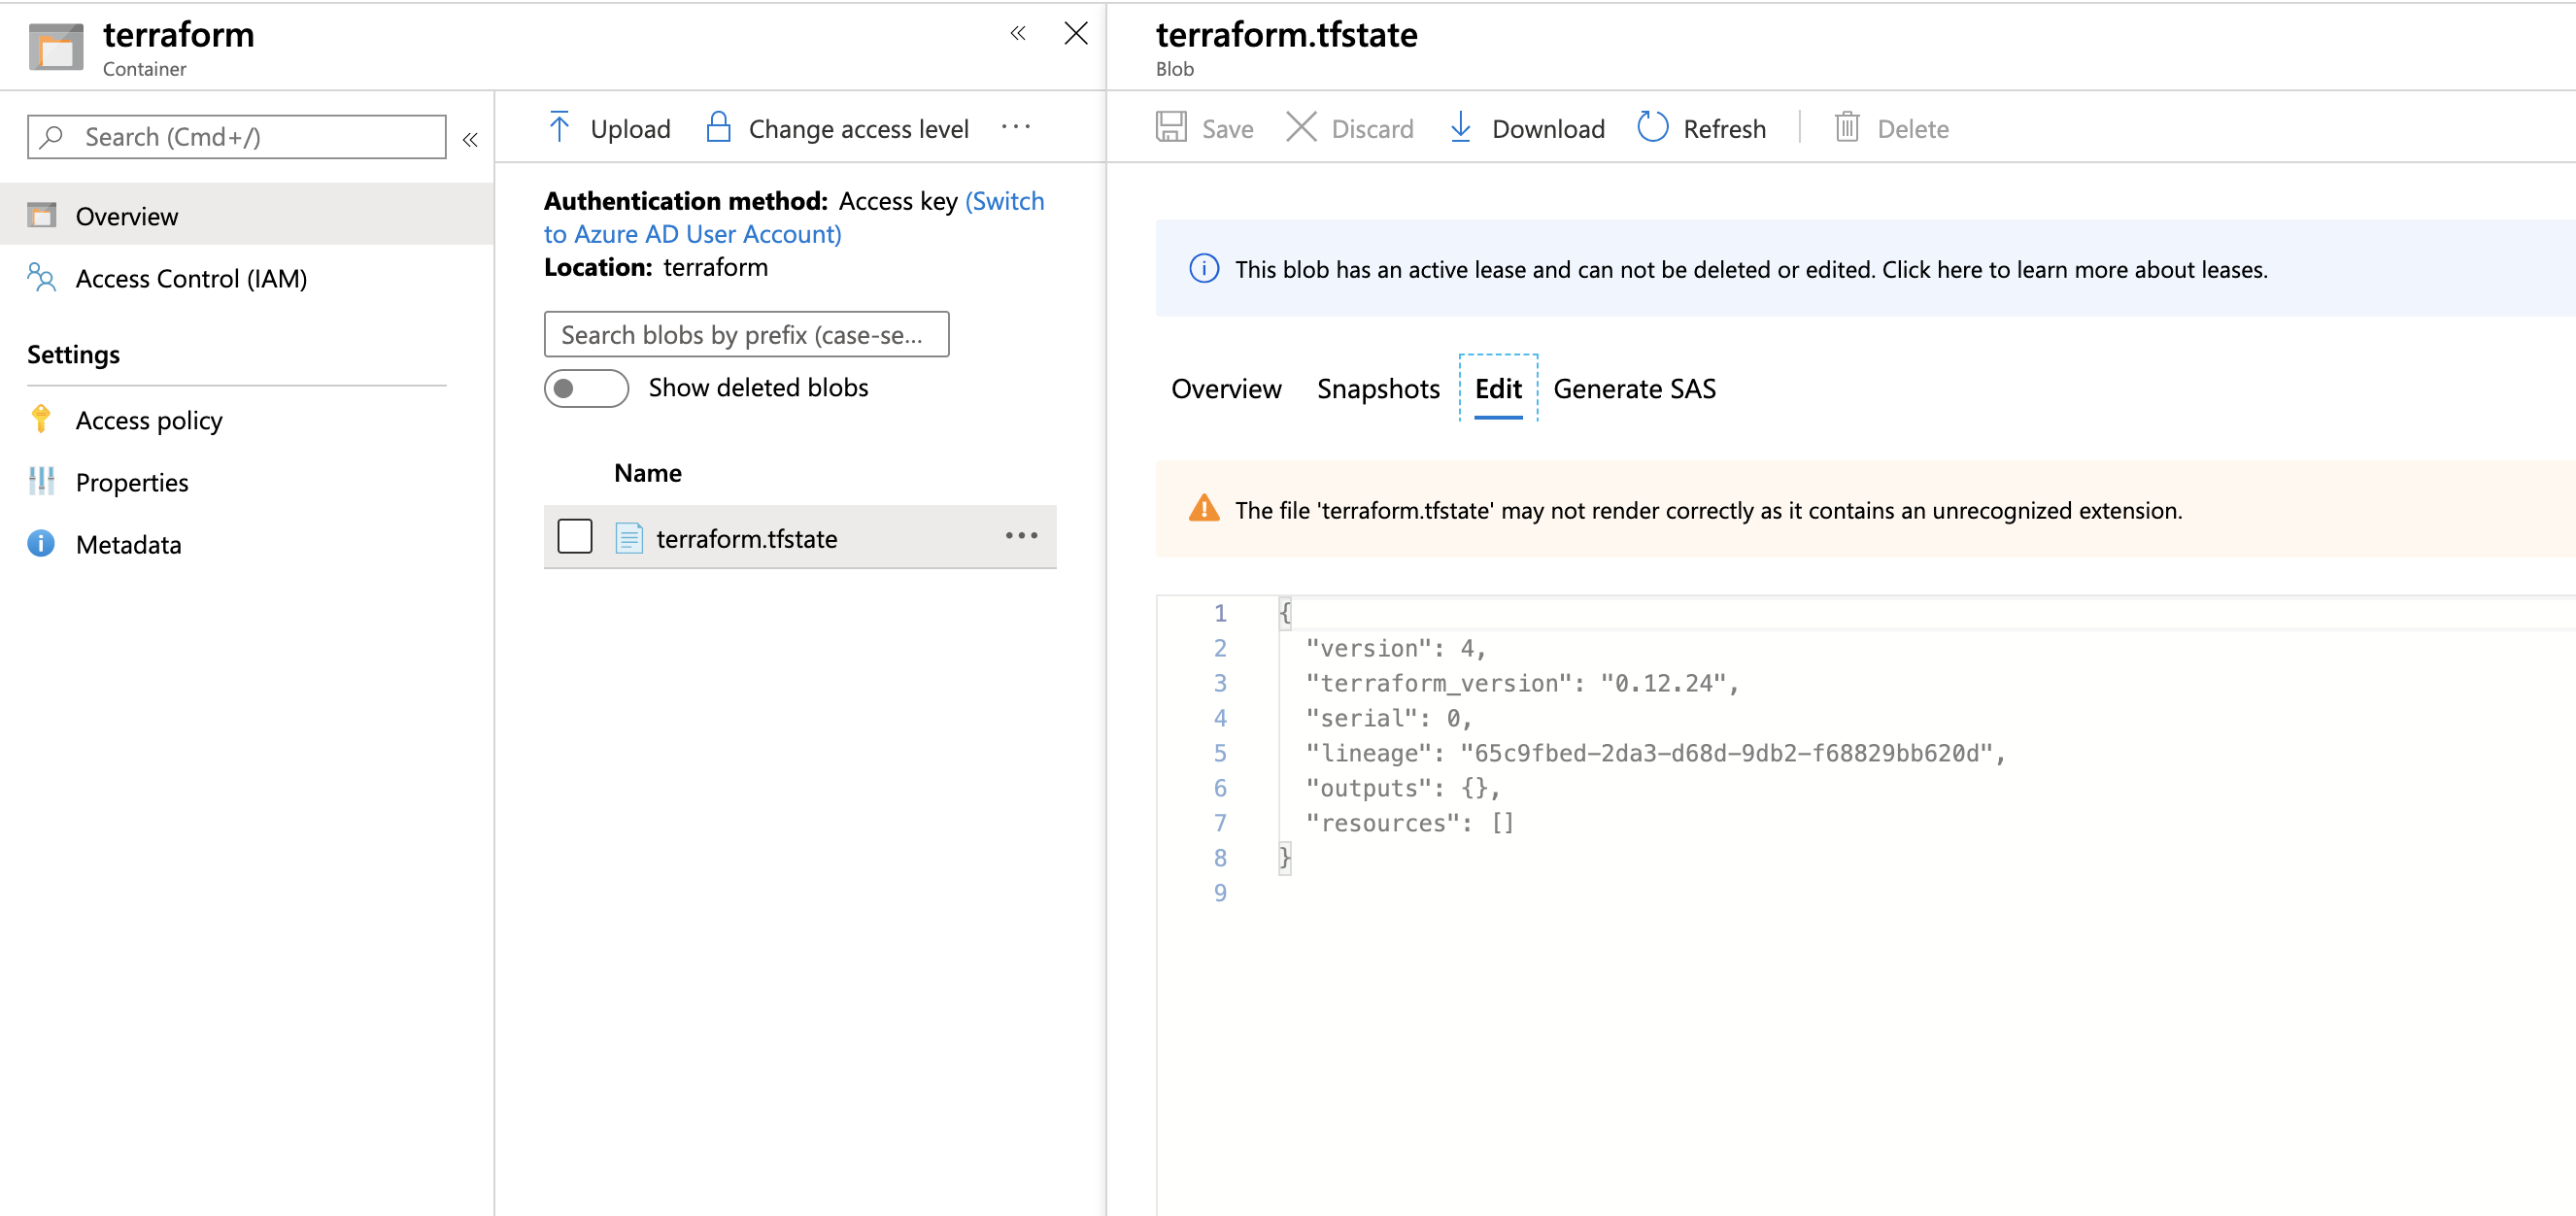 terraform
Container
Search (Cmd+/)
Overview
Access Control (IAM)
Settings
Access policy
Properties
Metadata
Upload
Change access level
Authentication method: Access key (Switch
to Azure AD User Account)
Location: terraform
Search blobs by prefix (case-se...
Show deleted blobs
Name
terraform.tfstate
terraform.tfstate
Blob
Save
Discard
Download
Refresh
Delete
This blob has an active lease and can not be deleted or edited. Click here to learn more about leases.
Overview
Snapshots
Edit
Generate SAS
The file 'terraform.tfstate' may not render correctly as it contains an unrecognized extension.
1 {
2 "version": 4,
3 "terraform_version": "0.12.24",
4 "serial": 0,
5 "lineage": "65c9fbed-2da3-d68d-9db2-f68829bb620d",
6 "outputs": {},
7 "resources": []
8 }
9